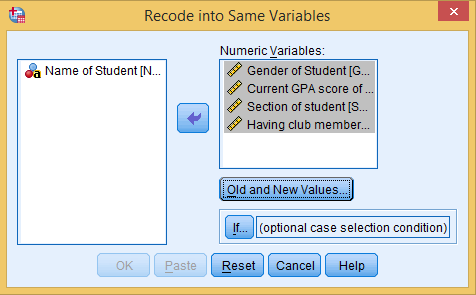 Recode into Same Variables
Numeric Variables:
Name of Student [N...
Gender of Student [G...
Current GPA score of ...
Section of student [S...
Having club member...
Old and New Values...
If...
(optional case selection condition)
OK
Paste
Reset
Cancel
Help